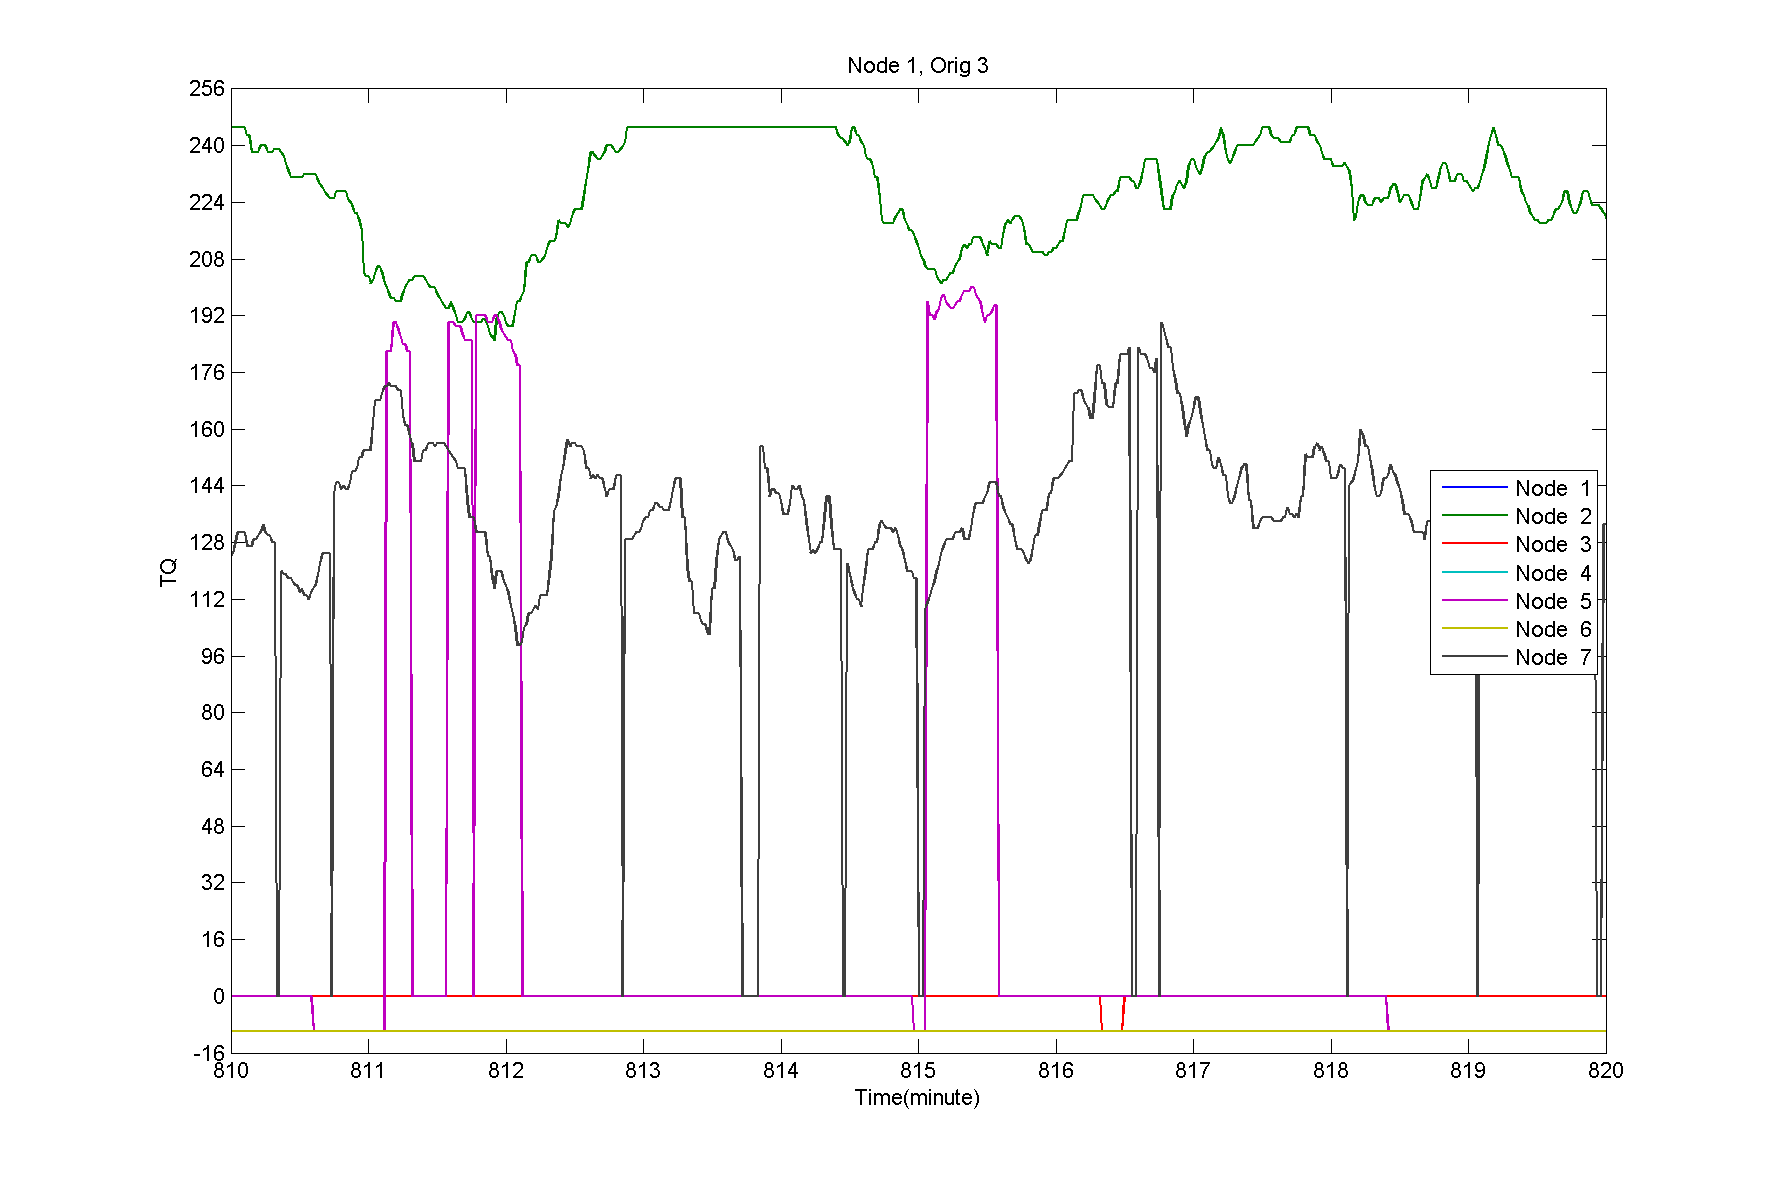 Node 1, Orig 3
256
240
224
208
192
176
160
144
128
112
96
80
64
48
32
16
0
-16
TQ
810 811 812 813 814 815 816 817 818 819 820
Time(minute)
Node 1
Node 2
Node 3
Node 4
Node 5
Node 6
Node 7